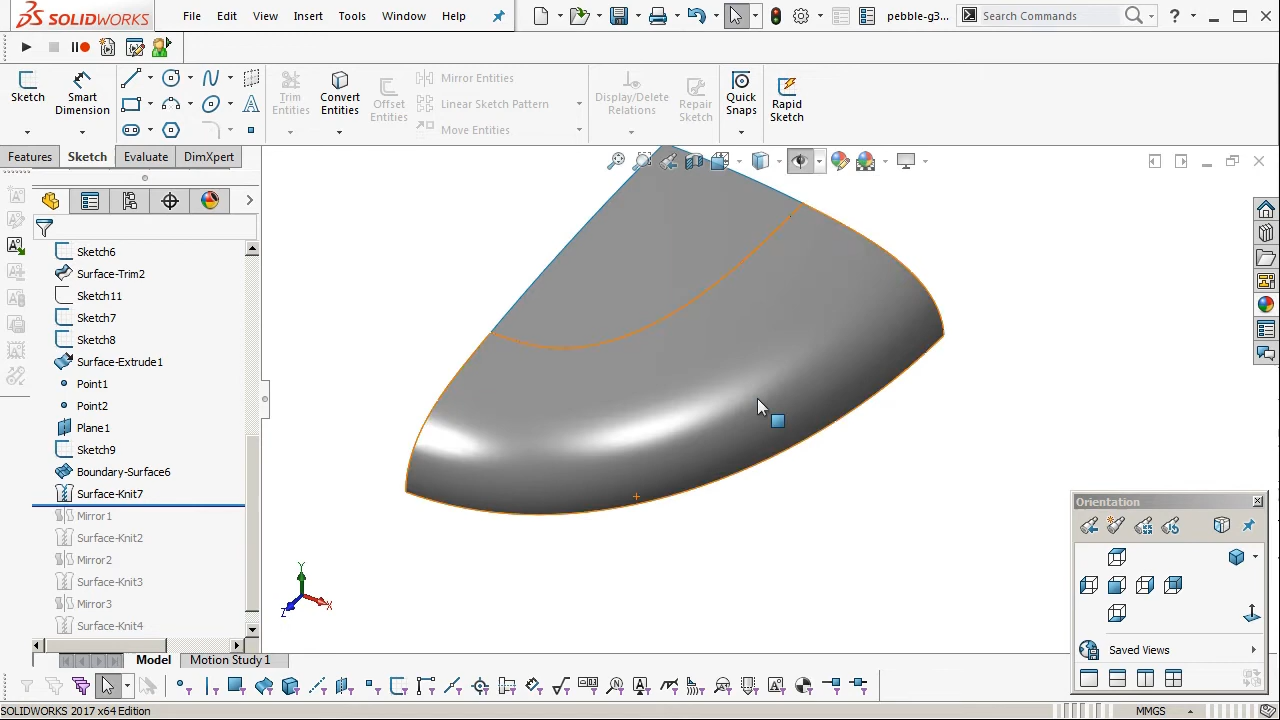 SOLIDWORKS
File Edit View Insert Tools Window Help
pebble-g3... Search Commands
Sketch
Smart Dimension
Trim Entities
Convert Entities
Offset Entities
Mirror Entities
Linear Sketch Pattern
Move Entities
Display/Delete Relations
Repair Sketch
Quick Snaps
Rapid Sketch
Features Sketch Evaluate DimXpert
Sketch6
Surface-Trim2
Sketch11
Sketch7
Sketch8
Surface-Extrude1
Point1
Point2
Plane1
Sketch9
Boundary-Surface6
Surface-Knit7
Mirror1
Surface-Knit2
Mirror2
Surface-Knit3
Mirror3
Surface-Knit4
Y
X
Z
Orientation
Saved Views
Model Motion Study 1
SOLIDWORKS 2017 x64 Edition
MMGS